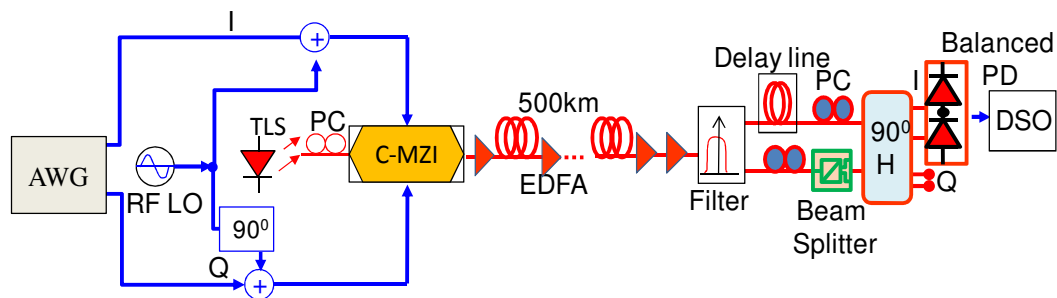 I
AWG
RF LO
90⁰
Q
TLS
PC
C-MZI
500km
EDFA
Filter
Delay line
PC
Beam
Splitter
90⁰
H
I
Q
Balanced
PD
DSO